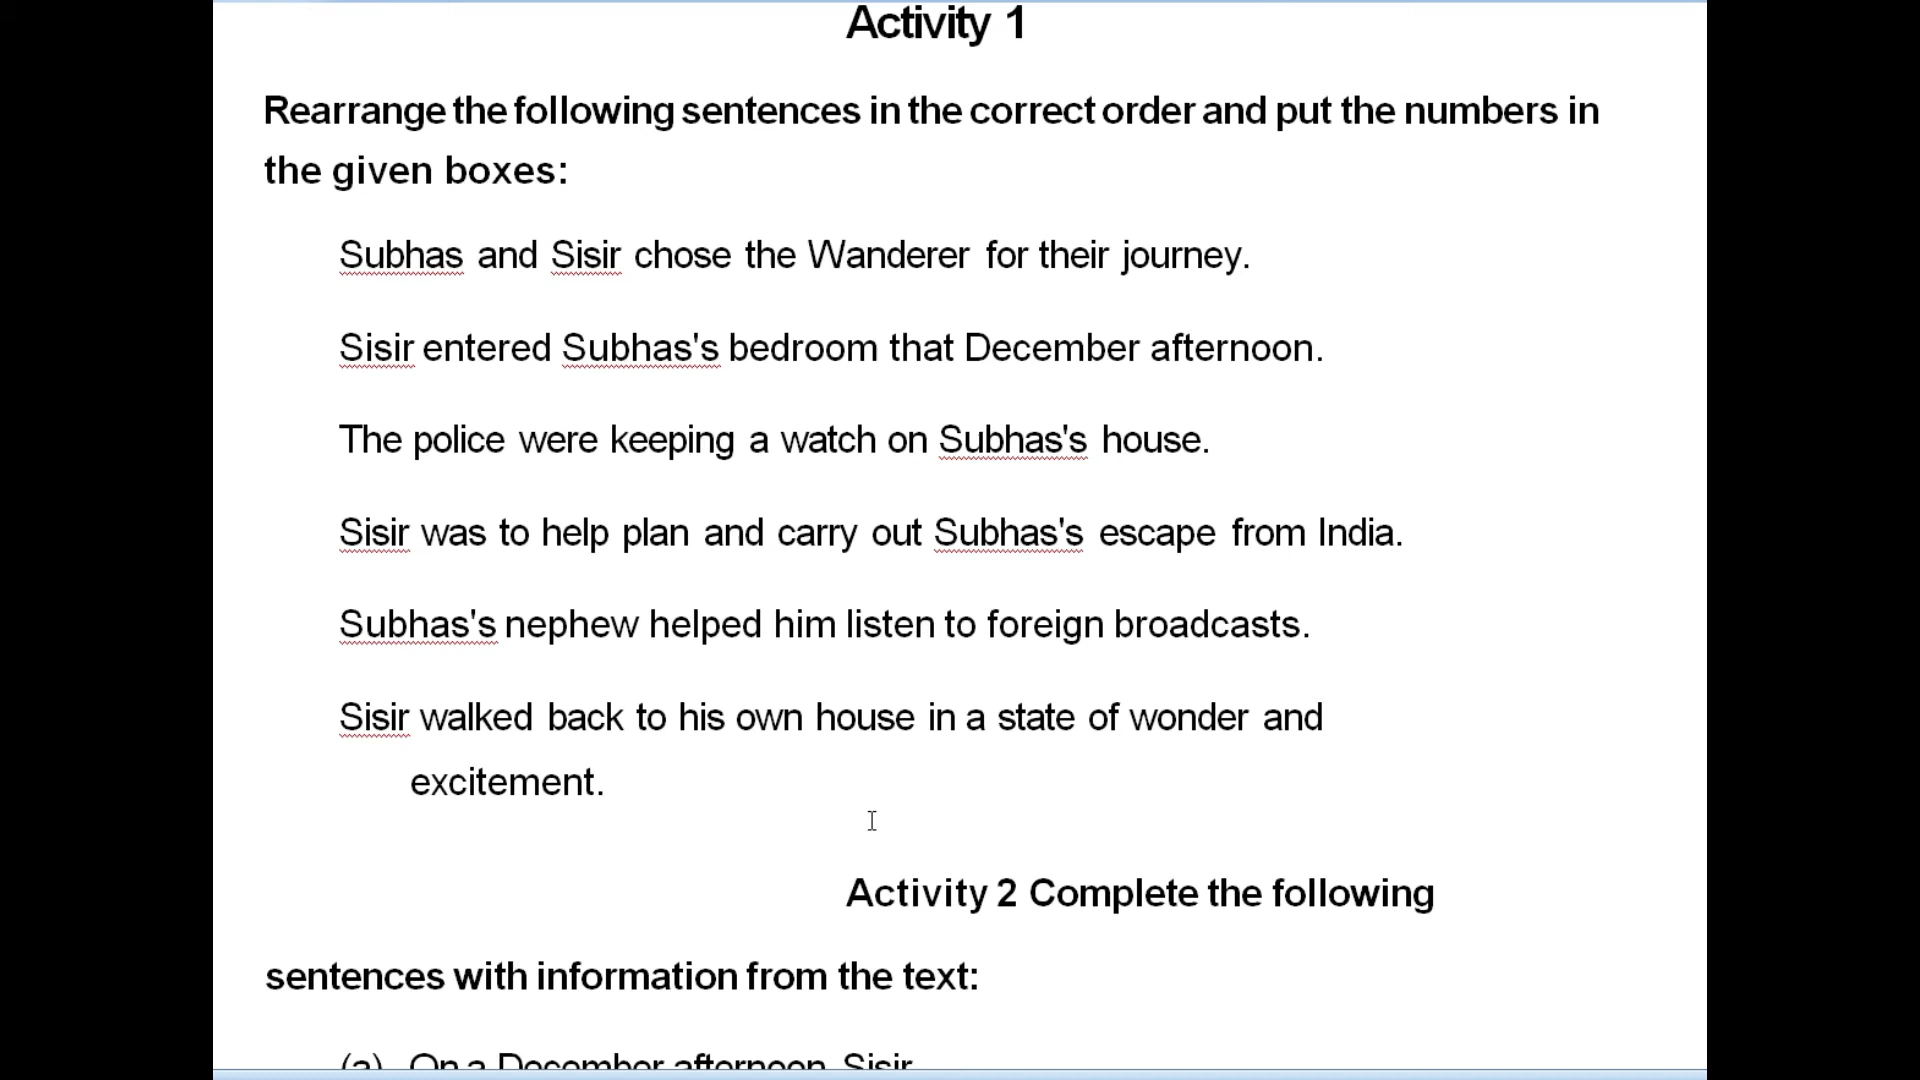 Activity 1
Rearrange the following sentences in the correct order and put the numbers in
the given boxes:
Subhas and Sisir chose the Wanderer for their journey.
Sisir entered Subhas's bedroom that December afternoon.
The police were keeping a watch on Subhas's house.
Sisir was to help plan and carry out Subhas's escape from India.
Subhas's nephew helped him listen to foreign broadcasts.
Sisir walked back to his own house in a state of wonder and
excitement.
Activity 2 Complete the following
sentences with information from the text:
(a) On a December afternoon, Sisir